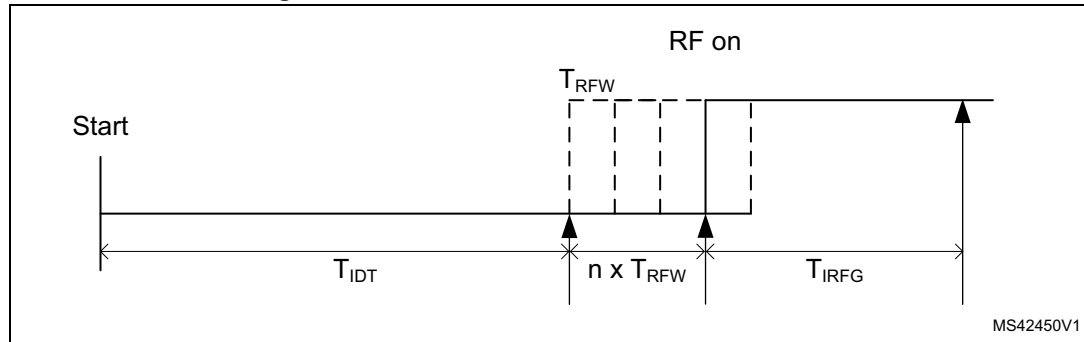 RF on
T_RFW
Start
T_IDT
n x T_RFW
T_IRFG
MS42450V1